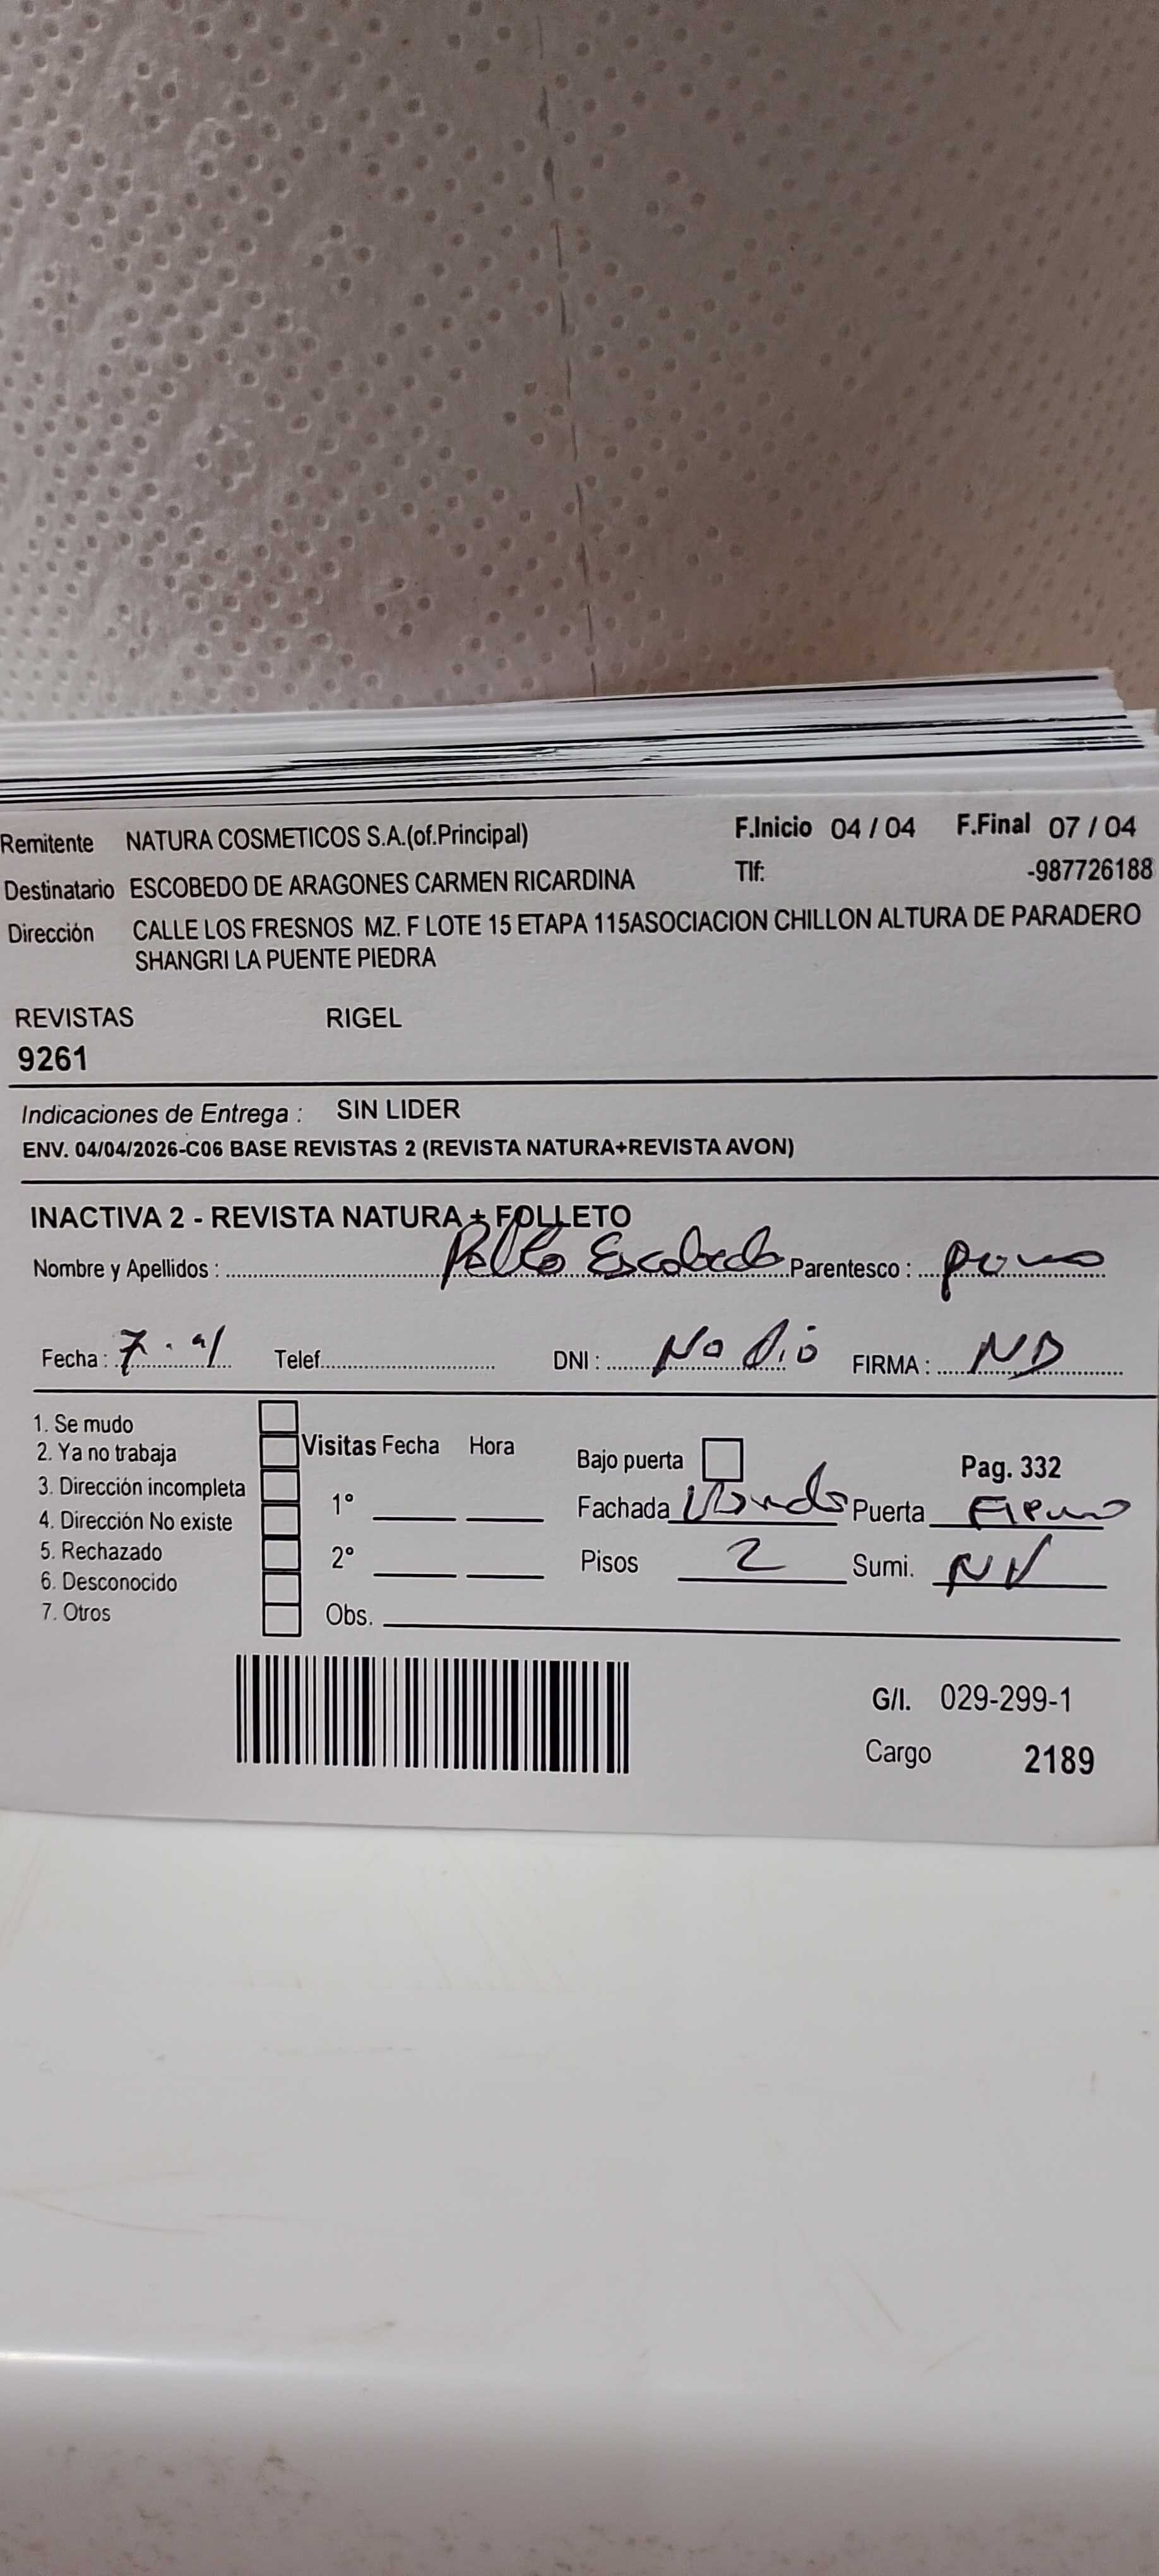 Remitente NATURA COSMETICOS S.A.(of.Principal) F.Inicio 04 / 04 F.Final 07 / 04
Destinatario ESCOBEDO DE ARAGONES CARMEN RICARDINA Tlf: -987726188
Dirección CALLE LOS FRESNOS MZ. F LOTE 15 ETAPA 115ASOCIACION CHILLON ALTURA DE PARADERO
SHANGRI LA PUENTE PIEDRA
REVISTAS RIGEL
9261
Indicaciones de Entrega : SIN LIDER
ENV. 04/04/2026-C06 BASE REVISTAS 2 (REVISTA NATURA+REVISTA AVON)
INACTIVA 2 - REVISTA NATURA + FOLLETO
Nombre y Apellidos : Escobedo Parentesco :
Fecha : Telef. DNI : No dió FIRMA : ND
1. Se mudo
2. Ya no trabaja Visitas Fecha Hora Bajo puerta Pag. 332
3. Dirección incompleta 1° Fachada Puerta
4. Dirección No existe
5. Rechazado 2° Pisos 2 Sumi.
6. Desconocido
7. Otros Obs.
G/I. 029-299-1
Cargo 2189